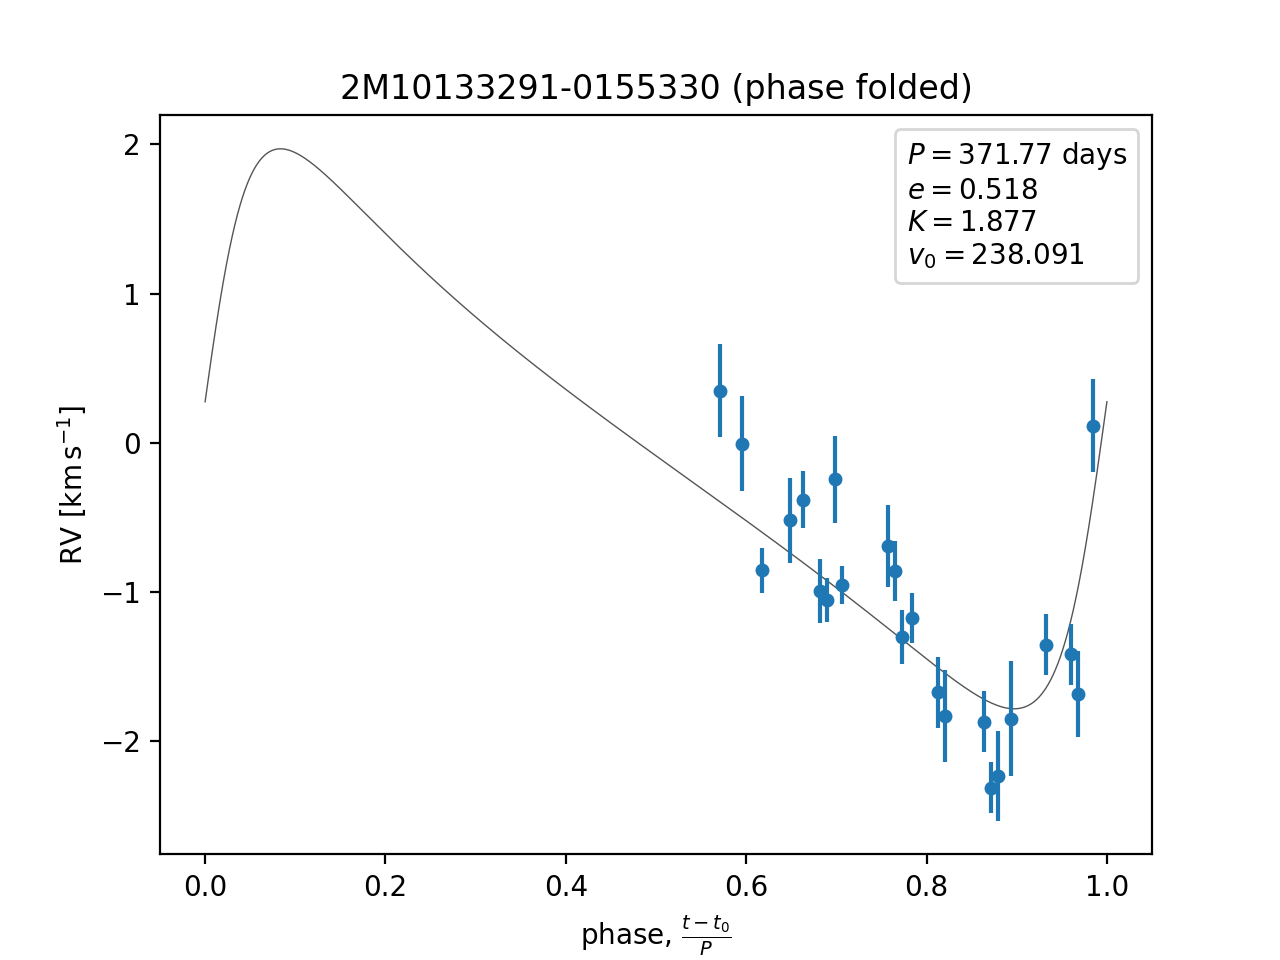 2M10133291-0155330 (phase folded)
P = 371.77 days
e = 0.518
K = 1.877
v₀ = 238.091
RV [km s⁻¹]
2
1
0
−1
−2
0.0 0.2 0.4 0.6 0.8 1.0
phase, (t − t₀)/P